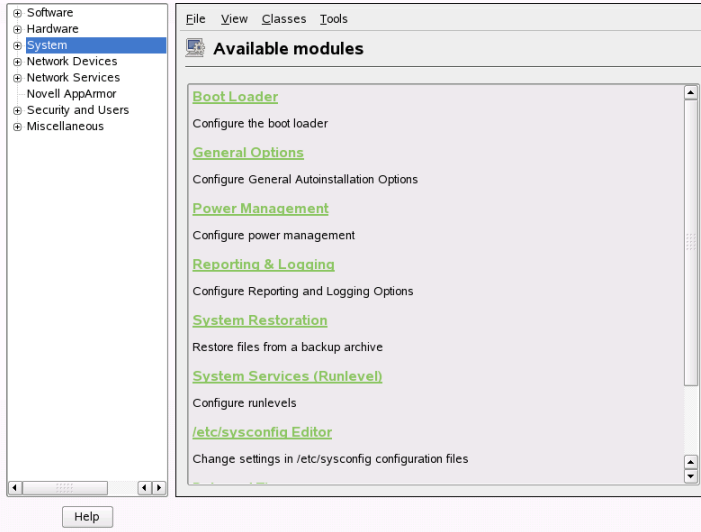 Software
Hardware
System
Network Devices
Network Services
Novell AppArmor
Security and Users
Miscellaneous
File View Classes Tools
Available modules
Boot Loader
Configure the boot loader
General Options
Configure General Autoinstallation Options
Power Management
Configure power management
Reporting & Logging
Configure Reporting and Logging Options
System Restoration
Restore files from a backup archive
System Services (Runlevel)
Configure runlevels
/etc/sysconfig Editor
Change settings in /etc/sysconfig configuration files
Help